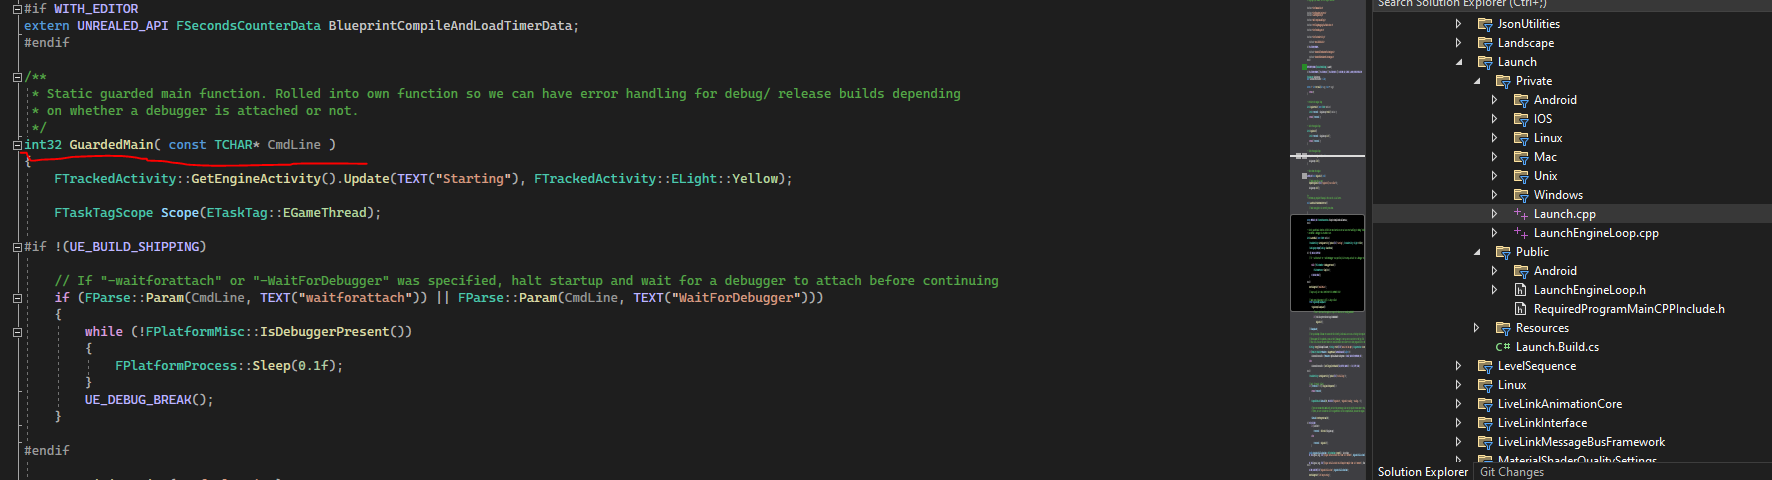 #if WITH_EDITOR
extern UNREALED_API FSecondsCounterData BlueprintCompileAndLoadTimerData;
#endif
/**
* Static guarded main function. Rolled into own function so we can have error handling for debug/ release builds depending
* on whether a debugger is attached or not.
*/
int32 GuardedMain( const TCHAR* CmdLine )
{
FTrackedActivity::GetEngineActivity().Update(TEXT("Starting"), FTrackedActivity::ELight::Yellow);
FTaskTagScope Scope(ETaskTag::EGameThread);
#if !(UE_BUILD_SHIPPING)
// If "-waitforattach" or "-WaitForDebugger" was specified, halt startup and wait for a debugger to attach before continuing
if (FParse::Param(CmdLine, TEXT("waitforattach")) || FParse::Param(CmdLine, TEXT("WaitForDebugger")))
{
while (!FPlatformMisc::IsDebuggerPresent())
{
FPlatformProcess::Sleep(0.1f);
}
UE_DEBUG_BREAK();
}
#endif
Search Solution Explorer (Ctrl+;)
JsonUtilities
Landscape
Launch
Private
Android
IOS
Linux
Mac
Unix
Windows
++ Launch.cpp
++ LaunchEngineLoop.cpp
Public
Android
h LaunchEngineLoop.h
h RequiredProgramMainCPPInclude.h
Resources
C# Launch.Build.cs
LevelSequence
Linux
LiveLinkAnimationCore
LiveLinkInterface
LiveLinkMessageBusFramework
MaterialShaderQualitySettings
Solution Explorer Git Changes